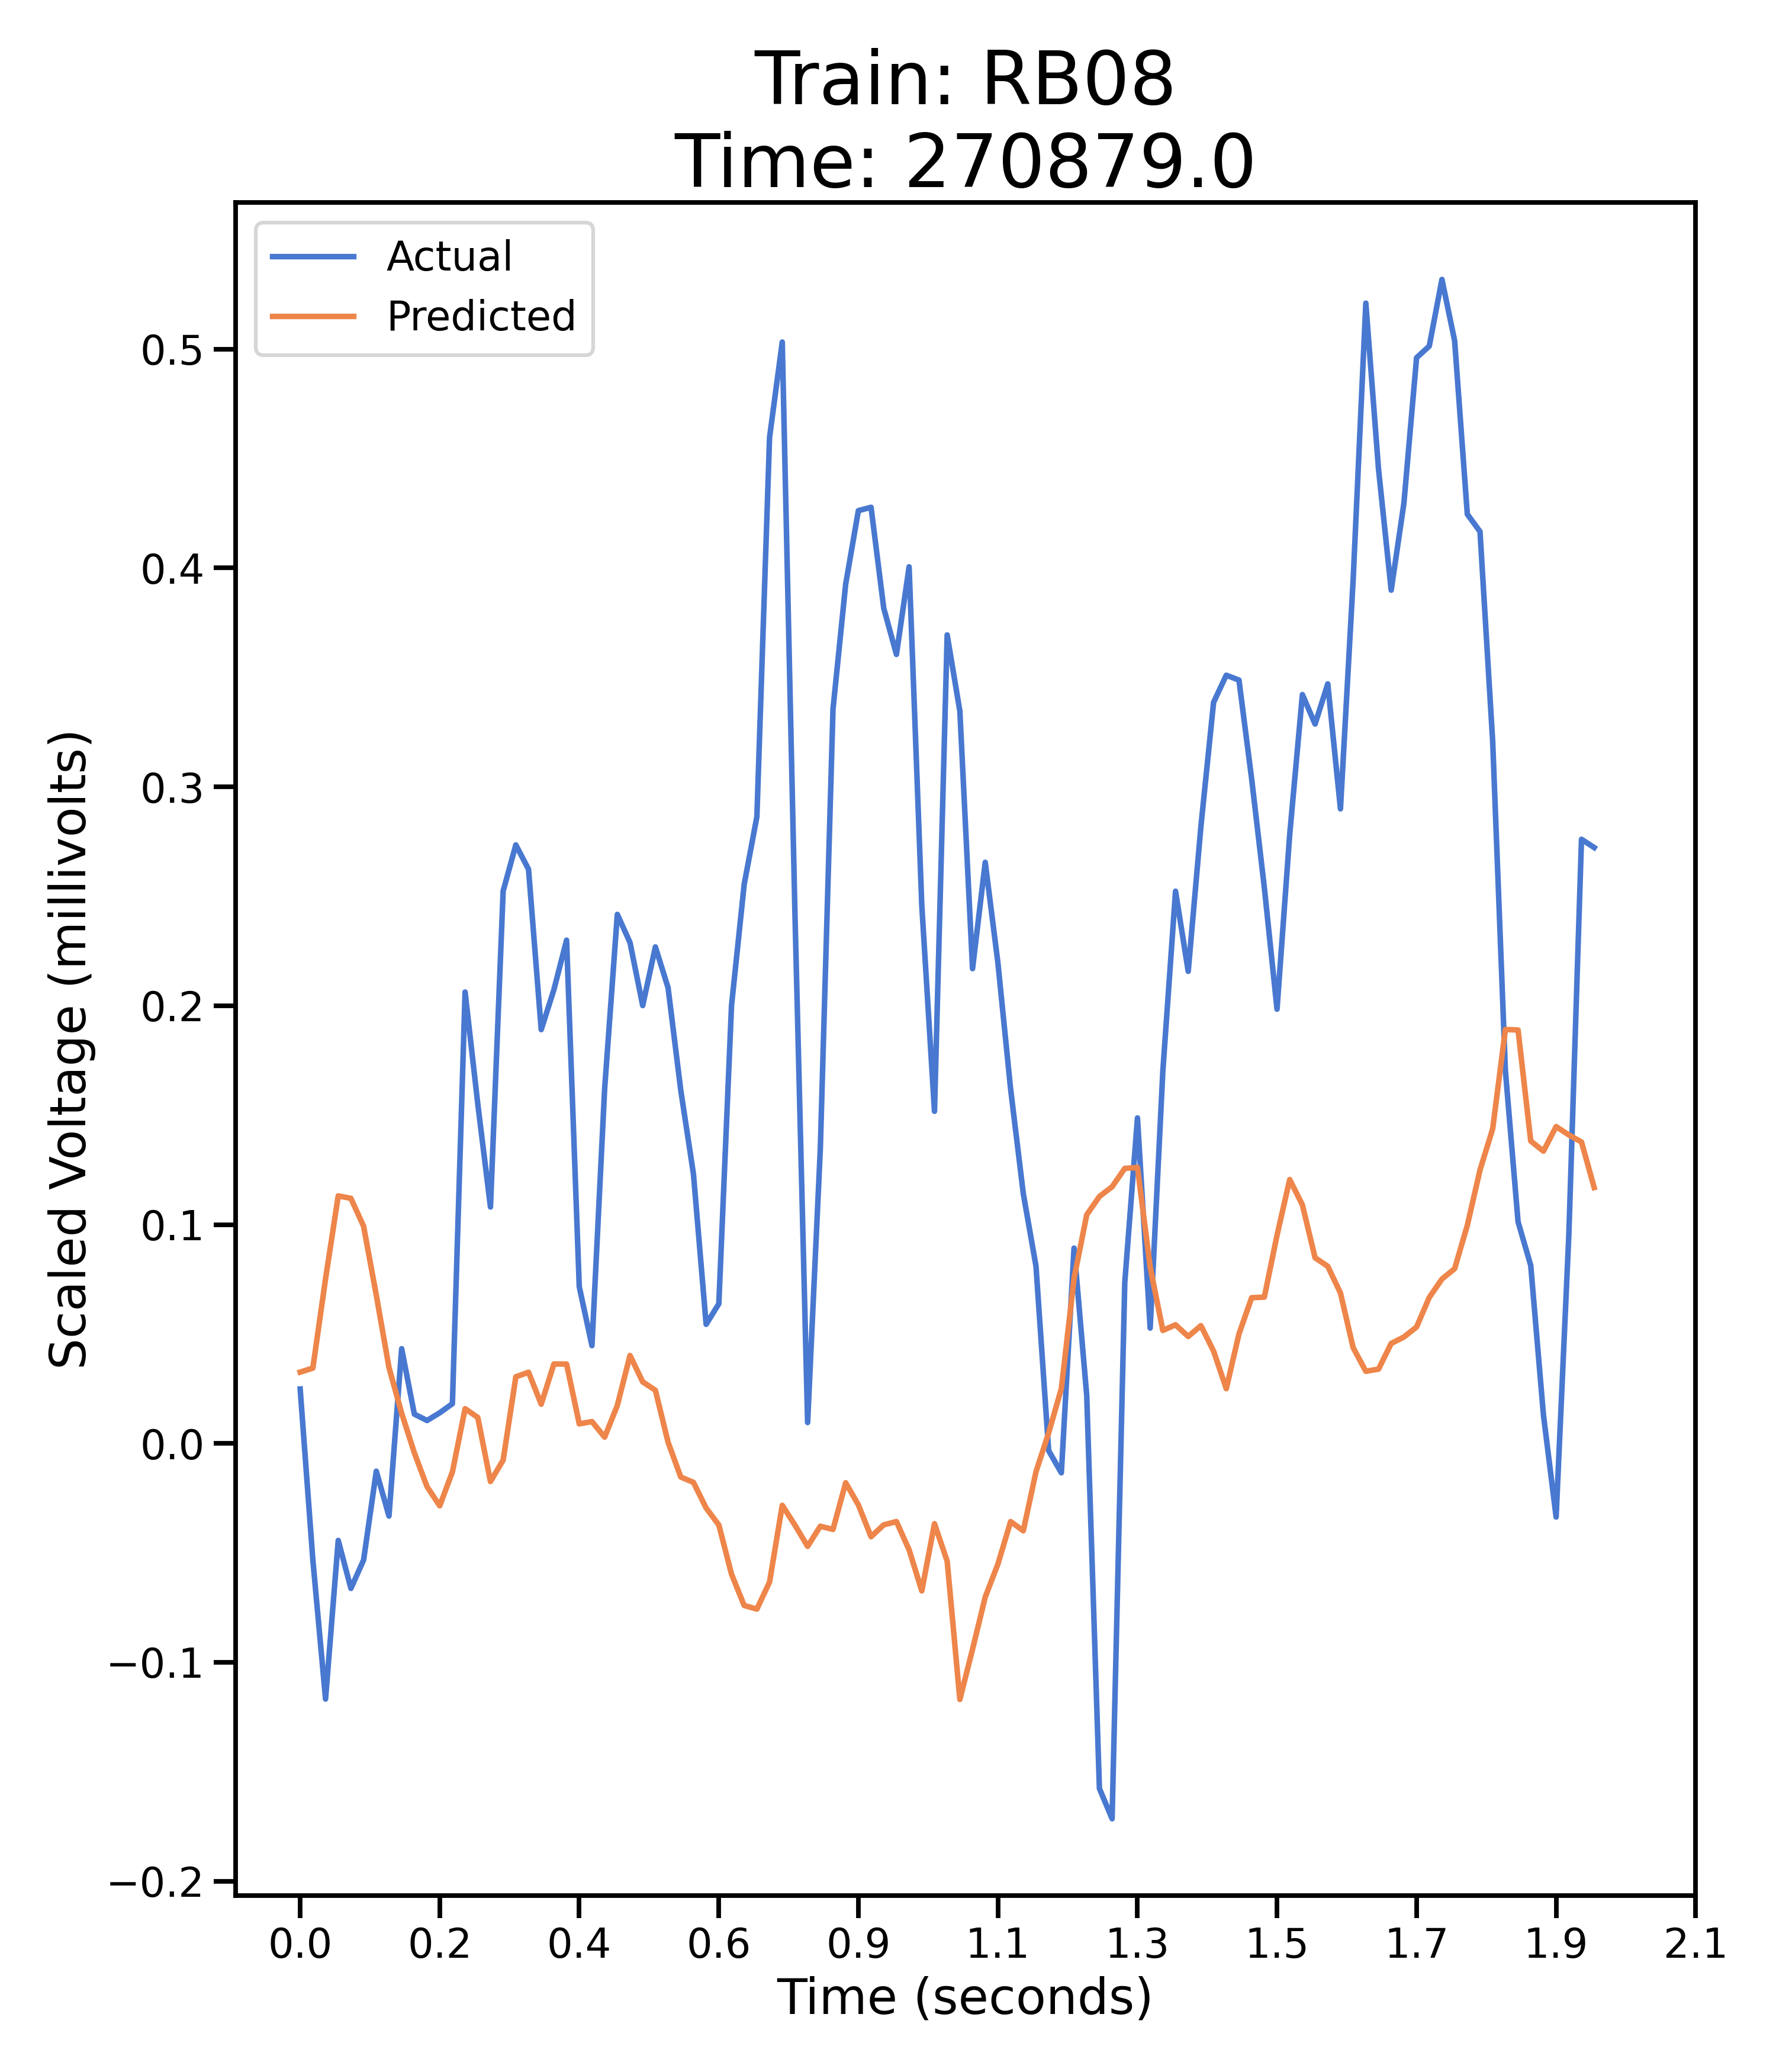 Train: RB08
Time: 270879.0
Actual
Predicted
Scaled Voltage (millivolts)
0.5
0.4
0.3
0.2
0.1
0.0
−0.1
−0.2
0.0 0.2 0.4 0.6 0.9 1.1 1.3 1.5 1.7 1.9 2.1
Time (seconds)